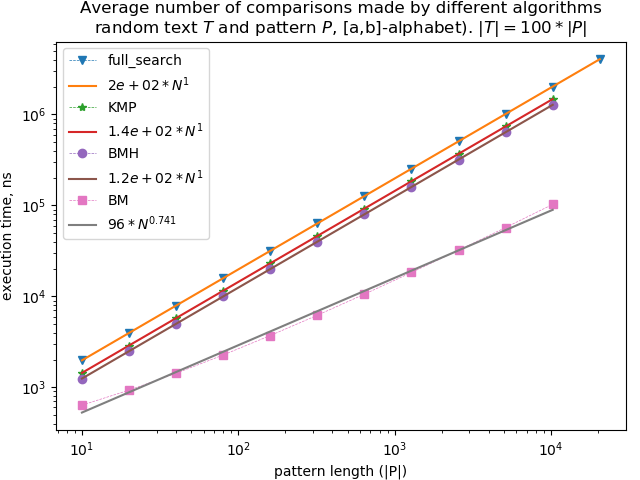 Average number of comparisons made by different algorithms
random text T and pattern P, [a,b]-alphabet). |T| = 100 * |P|
full_search
2e + 02 * N^1
KMP
1.4e + 02 * N^1
BMH
1.2e + 02 * N^1
BM
96 * N^0.741
execution time, ns
10^6
10^5
10^4
10^3
10^1
10^2
10^3
10^4
pattern length (|P|)